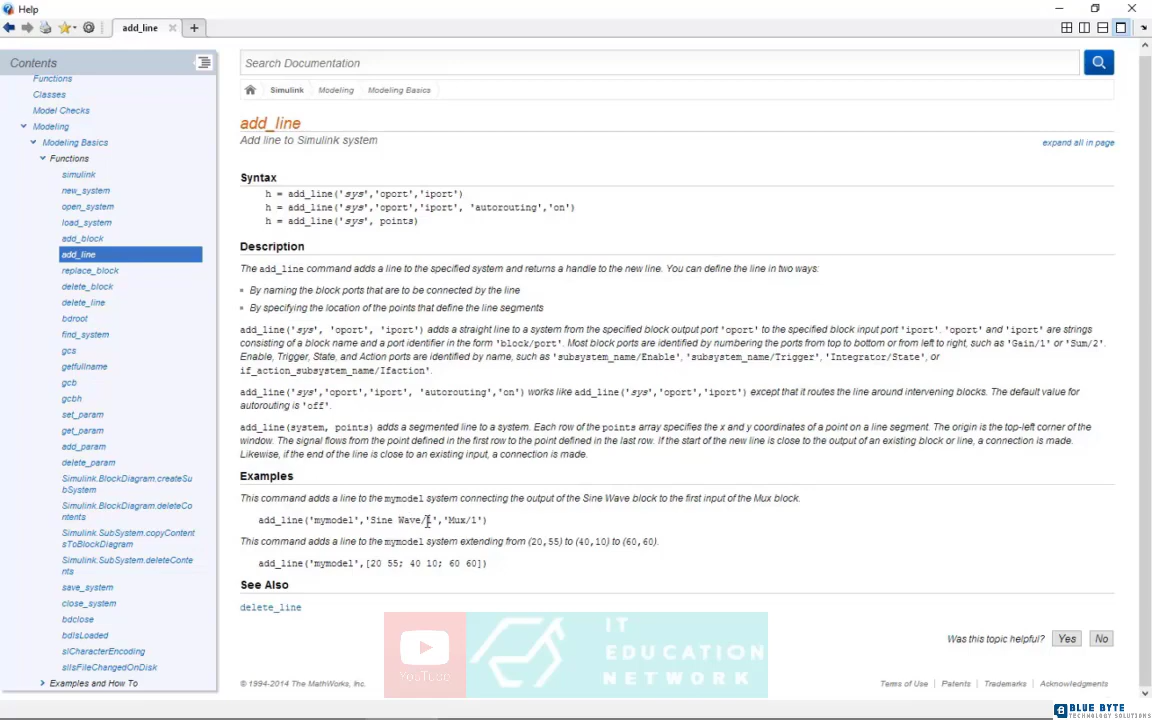 Help
add_line
Contents
Functions
Classes
Model Checks
Modeling
Modeling Basics
Functions
simulink
new_system
open_system
load_system
add_block
add_line
replace_block
delete_block
delete_line
bdroot
find_system
gcs
getfullname
gcb
gcbh
set_param
get_param
add_param
delete_param
Simulink.BlockDiagram.createSu
bSystem
Simulink.BlockDiagram.deleteCo
ntents
Simulink.SubSystem.copyContent
sToBlockDiagram
Simulink.SubSystem.deleteConte
nts
save_system
close_system
bdclose
bdIsLoaded
slCharacterEncoding
slIsFileChangedOnDisk
Examples and How To
Search Documentation
Simulink Modeling Modeling Basics
add_line
Add line to Simulink system
expand all in page
Syntax
h = add_line('sys','oport','iport')
h = add_line('sys','oport','iport', 'autorouting','on')
h = add_line('sys', points)
Description
The add_line command adds a line to the specified system and returns a handle to the new line. You can define the line in two ways:
By naming the block ports that are to be connected by the line
By specifying the location of the points that define the line segments
add_line('sys', 'oport', 'iport') adds a straight line to a system from the specified block output port 'oport' to the specified block input port 'iport'. 'oport' and 'iport' are strings
consisting of a block name and a port identifier in the form 'block/port'. Most block ports are identified by numbering the ports from top to bottom or from left to right, such as 'Gain/1' or 'Sum/2'.
Enable, Trigger, State, and Action ports are identified by name, such as 'subsystem_name/Enable', 'subsystem_name/Trigger', 'Integrator/State', or
if_action_subsystem_name/Ifaction'.
add_line('sys','oport','iport', 'autorouting','on') works like add_line('sys','oport','iport') except that it routes the line around intervening blocks. The default value for
autorouting is 'off'.
add_line(system, points) adds a segmented line to a system. Each row of the points array specifies the x and y coordinates of a point on a line segment. The origin is the top-left corner of the
window. The signal flows from the point defined in the first row to the point defined in the last row. If the start of the new line is close to the output of an existing block or line, a connection is made.
Likewise, if the end of the line is close to an existing input, a connection is made.
Examples
This command adds a line to the mymodel system connecting the output of the Sine Wave block to the first input of the Mux block.
add_line('mymodel','Sine Wave/1','Mux/1')
This command adds a line to the mymodel system extending from (20,55) to (40,10) to (60,60).
add_line('mymodel',[20 55; 40 10; 60 60])
See Also
delete_line
YouTube
IT
EDUCATION
NETWORK
Was this topic helpful? Yes No
© 1994-2014 The MathWorks, Inc.
Terms of Use | Patents | Trademarks | Acknowledgments
BLUE BYTE
TECHNOLOGY SOLUTIONS